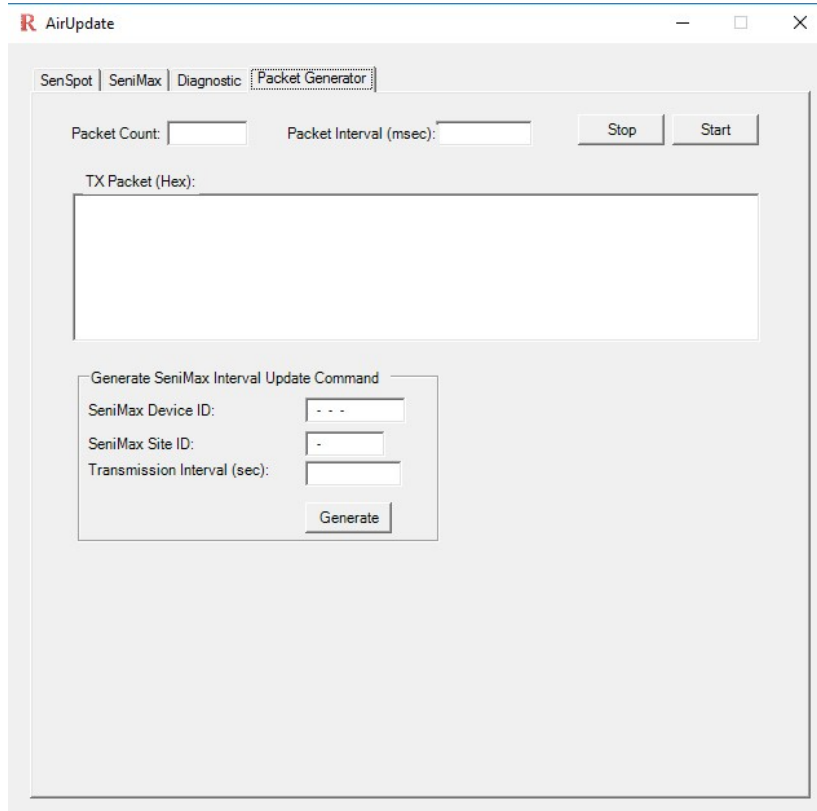 R AirUpdate
SenSpot SeniMax Diagnostic Packet Generator
Packet Count: Packet Interval (msec): Stop Start
TX Packet (Hex):
Generate SeniMax Interval Update Command
SeniMax Device ID: - - -
SeniMax Site ID: -
Transmission Interval (sec):
Generate